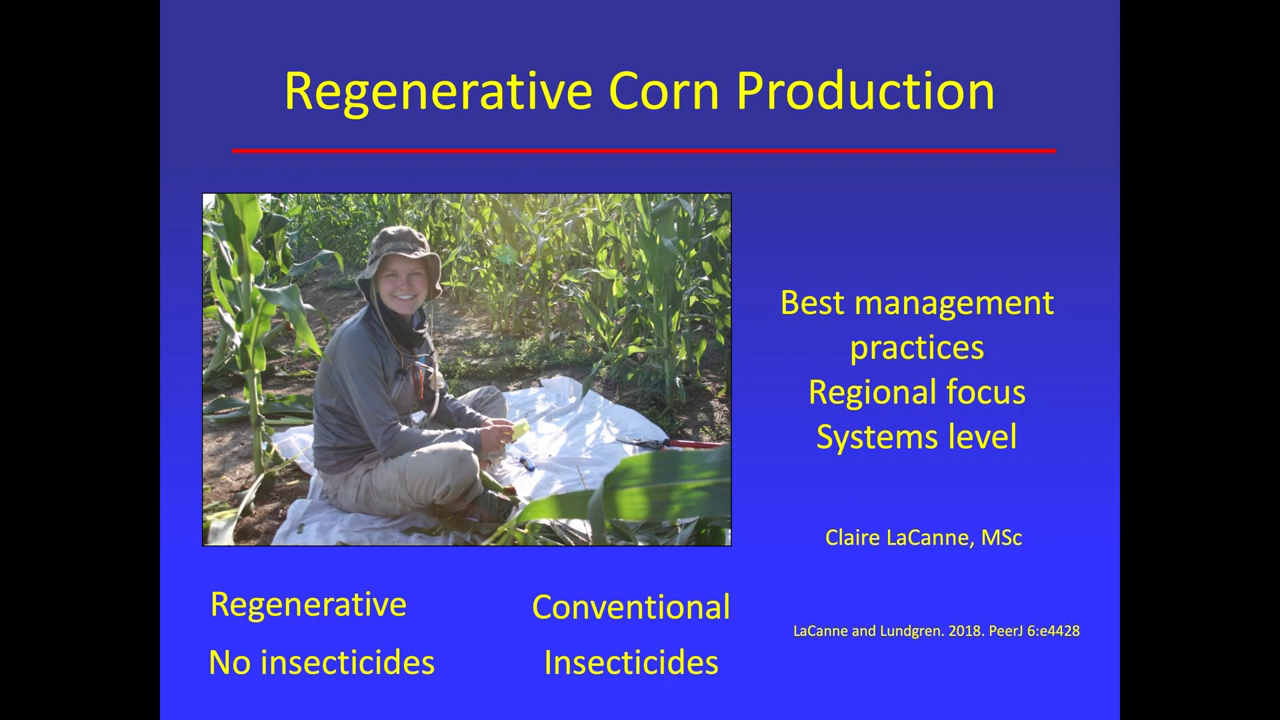 Regenerative Corn Production
Best management
practices
Regional focus
Systems level
Claire LaCanne, MSc
Regenerative
Conventional
LaCanne and Lundgren. 2018. PeerJ 6:e4428
No insecticides
Insecticides